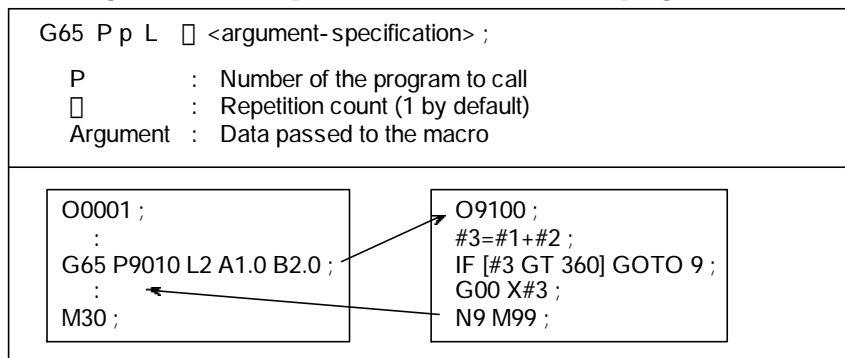 G65 P p L ▯ <argument-specification> ;
P : Number of the program to call
▯ : Repetition count (1 by default)
Argument : Data passed to the macro
O0001 ;
:
G65 P9010 L2 A1.0 B2.0 ;
:
M30 ;
O9100 ;
#3=#1+#2 ;
IF [#3 GT 360] GOTO 9 ;
G00 X#3 ;
N9 M99 ;